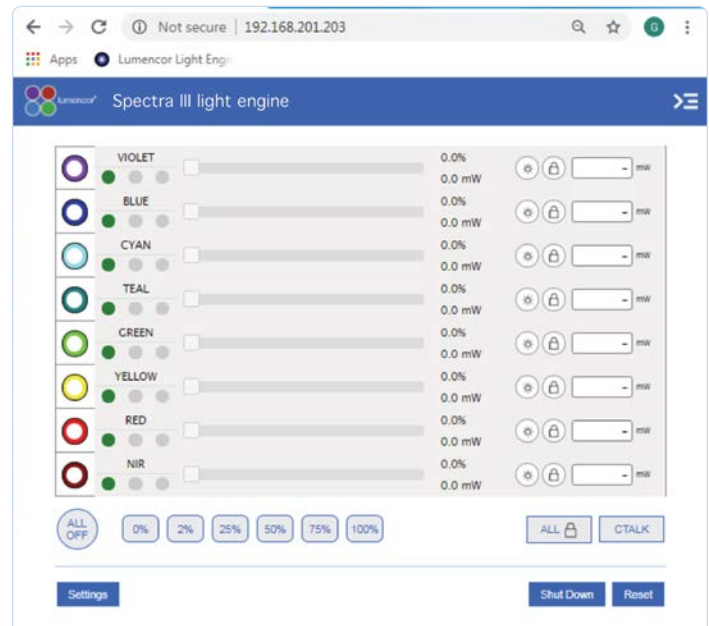 Not secure | 192.168.201.203
G
Apps Lumencor Light Engi
lumencor Spectra III light engine
VIOLET 0.0%
0.0 mW - mW
BLUE 0.0%
0.0 mW - mW
CYAN 0.0%
0.0 mW - mW
TEAL 0.0%
0.0 mW - mW
GREEN 0.0%
0.0 mW - mW
YELLOW 0.0%
0.0 mW - mW
RED 0.0%
0.0 mW - mW
NIR 0.0%
0.0 mW - mW
ALL OFF 0% 2% 25% 50% 75% 100% ALL CTALK
Settings Shut Down Reset